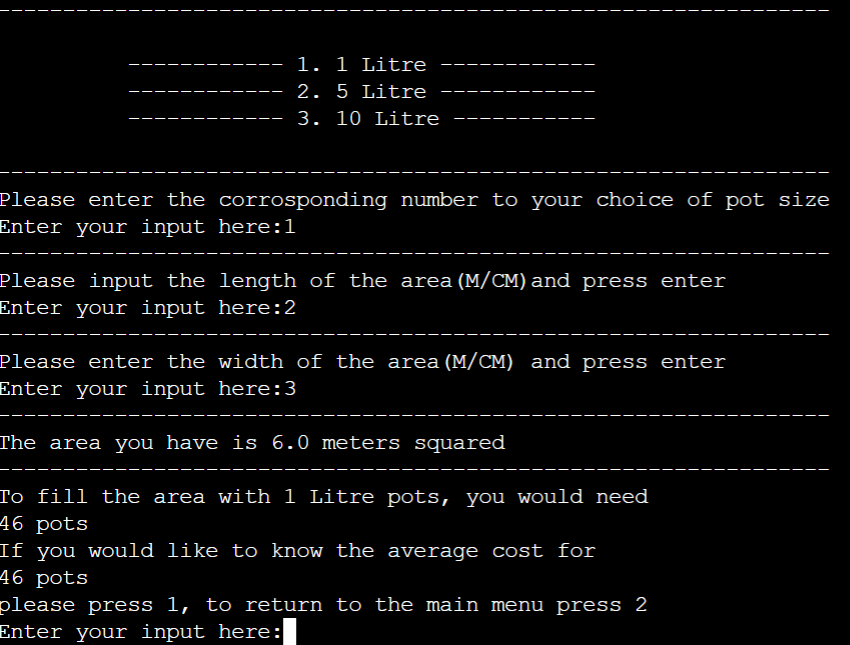 ----------------------------------------------------------------
------------ 1. 1 Litre ------------
------------ 2. 5 Litre ------------
------------ 3. 10 Litre -----------
----------------------------------------------------------------
Please enter the corrosponding number to your choice of pot size
Enter your input here:1
----------------------------------------------------------------
Please input the length of the area(M/CM)and press enter
Enter your input here:2
----------------------------------------------------------------
Please enter the width of the area(M/CM) and press enter
Enter your input here:3
----------------------------------------------------------------
The area you have is 6.0 meters squared
----------------------------------------------------------------
To fill the area with 1 Litre pots, you would need
46 pots
If you would like to know the average cost for
46 pots
please press 1, to return to the main menu press 2
Enter your input here: